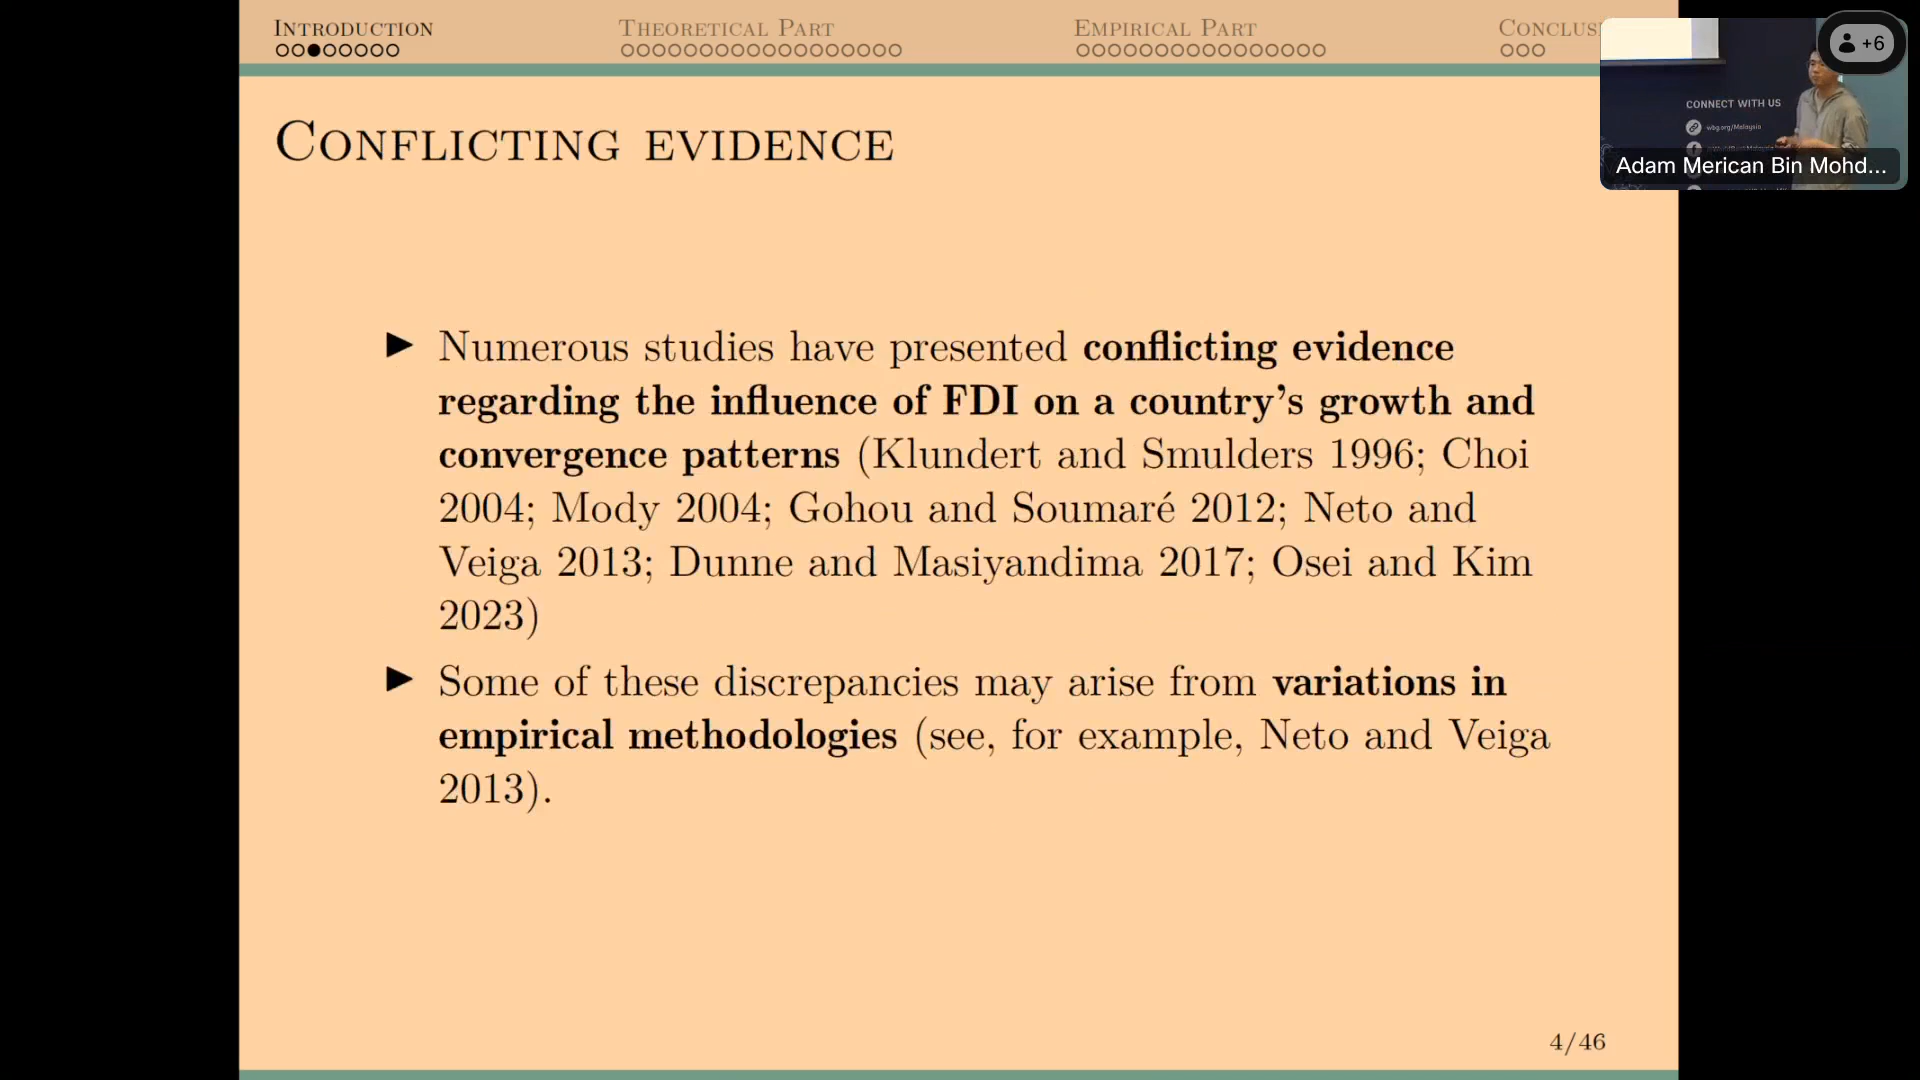 Introduction
Theoretical Part
Empirical Part
Conclus
+6
CONNECT WITH US
wbg.org/Malaysia
Adam Merican Bin Mohd...
Conflicting evidence
▶ Numerous studies have presented conflicting evidence
regarding the influence of FDI on a country's growth and
convergence patterns (Klundert and Smulders 1996; Choi
2004; Mody 2004; Gohou and Soumaré 2012; Neto and
Veiga 2013; Dunne and Masiyandima 2017; Osei and Kim
2023)
▶ Some of these discrepancies may arise from variations in
empirical methodologies (see, for example, Neto and Veiga
2013).
4/46